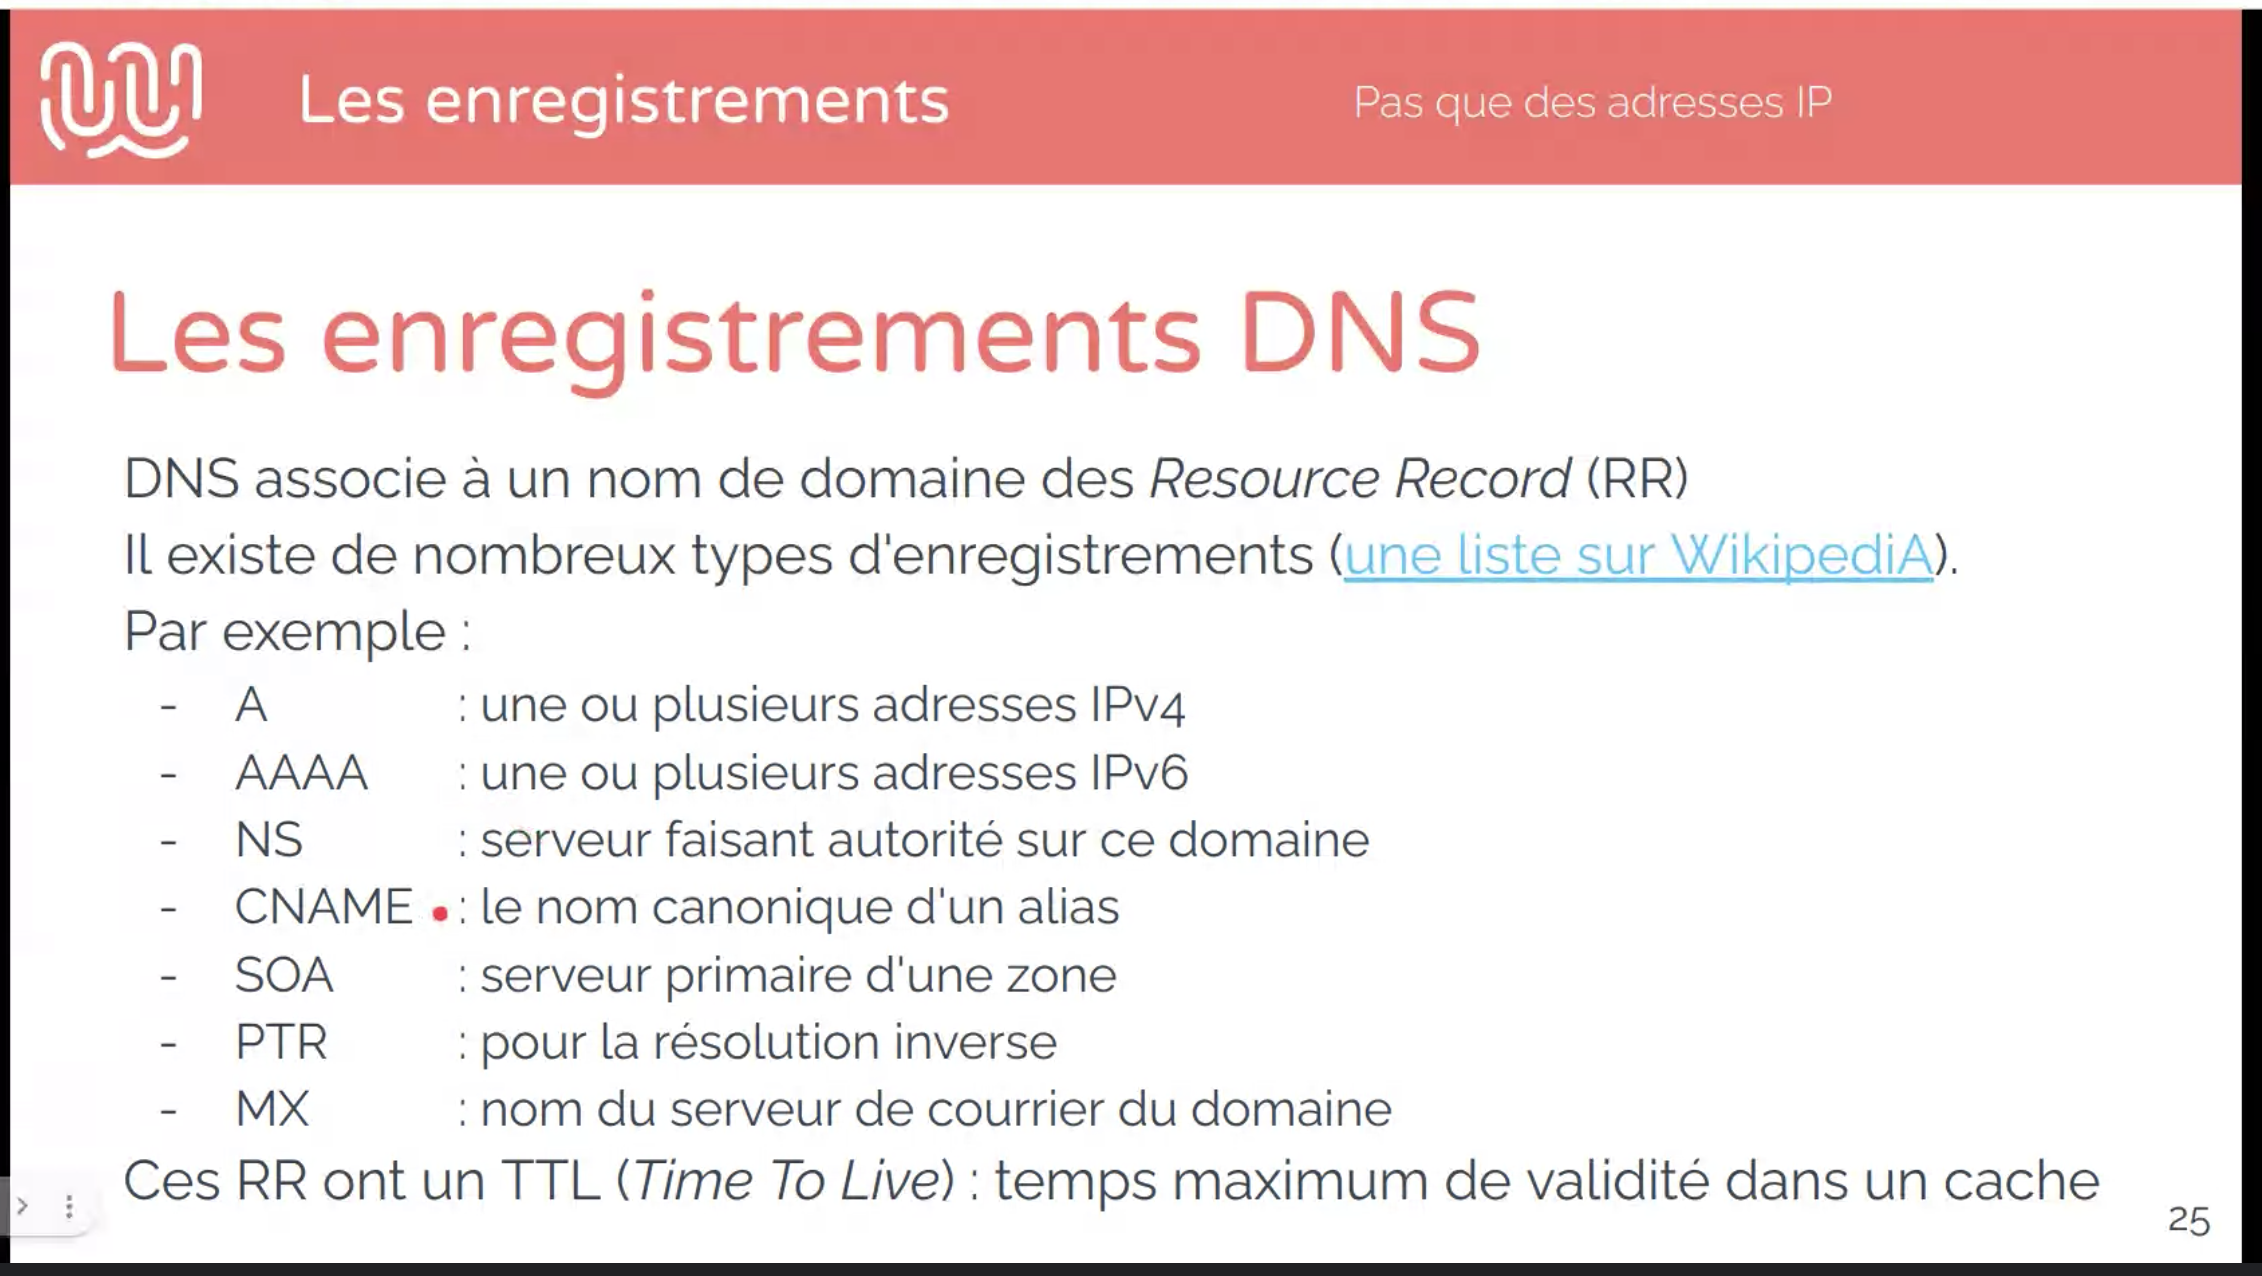 Les enregistrements
Pas que des adresses IP
Les enregistrements DNS
DNS associe à un nom de domaine des Resource Record (RR)
Il existe de nombreux types d'enregistrements (une liste sur WikipediA).
Par exemple :
- A : une ou plusieurs adresses IPv4
- AAAA : une ou plusieurs adresses IPv6
- NS : serveur faisant autorité sur ce domaine
- CNAME : le nom canonique d'un alias
- SOA : serveur primaire d'une zone
- PTR : pour la résolution inverse
- MX : nom du serveur de courrier du domaine
Ces RR ont un TTL (Time To Live) : temps maximum de validité dans un cache
25